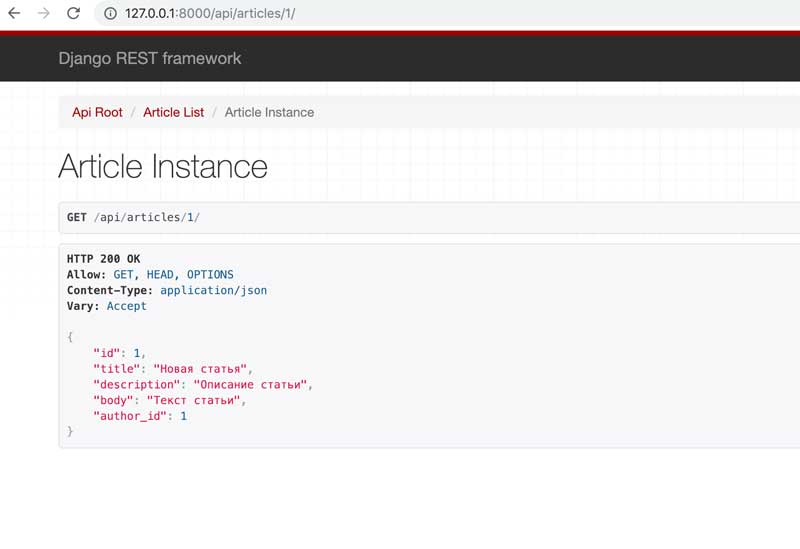 127.0.0.1:8000/api/articles/1/
Django REST framework
Api Root / Article List / Article Instance
Article Instance
GET /api/articles/1/
HTTP 200 OK
Allow: GET, HEAD, OPTIONS
Content-Type: application/json
Vary: Accept
{
"id": 1,
"title": "Новая статья",
"description": "Описание статьи",
"body": "Текст статьи",
"author_id": 1
}